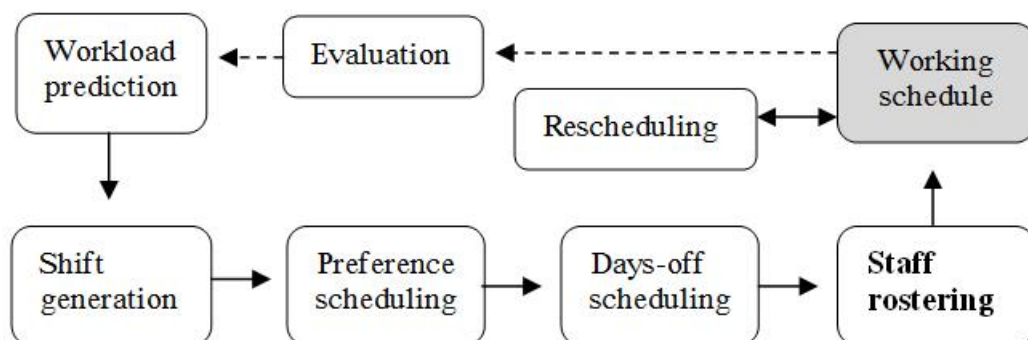 Workload
prediction
Evaluation
Working
schedule
Rescheduling
Shift
generation
Preference
scheduling
Days-off
scheduling
Staff
rostering